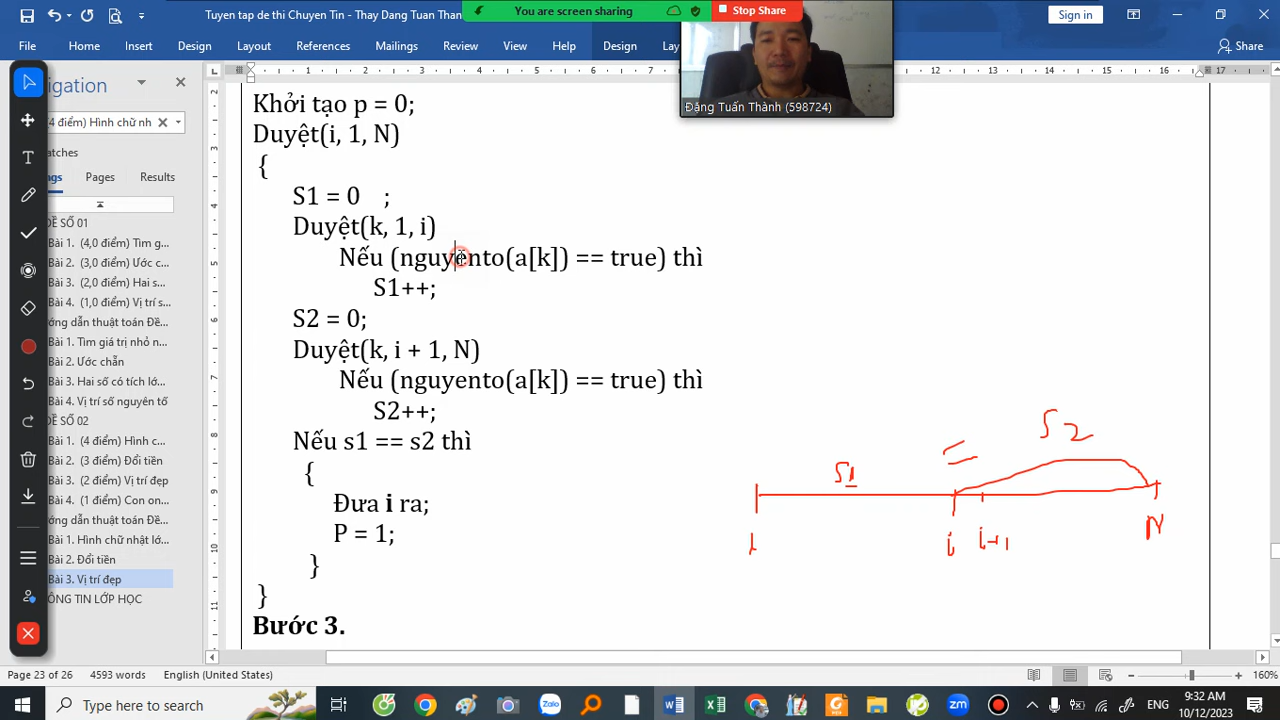 Tuyen tap de thi Chuyen Tin - Dang Tuan Thanh
You are screen sharing
Stop Share
Sign in
File
Home
Insert
Draw
Design
Layout
References
Mailings
Review
View
Help
Design
Layout
Share
Đặng Tuấn Thành (598724)
igation
(4 điểm) Hình chữ nh
atches
ngs
Pages
Results
ĐỀ SỐ 01
Bài 1. (4,0 điểm) Tìm g...
Bài 2. (3,0 điểm) Ước c...
Bài 3. (2,0 điểm) Hai s...
Bài 4. (1,0 điểm) Vị trí s...
ớng dẫn thuật toán Đề...
Bài 1. Tìm giá trị nhỏ n...
Bài 2. Ước chẵn
Bài 3. Hai số có tích lớ...
Bài 4. Vị trí số nguyên tố
ĐỀ SỐ 02
Bài 1. (4 điểm) Hình c...
Bài 2. (3 điểm) Đổi tiền
Bài 3. (2 điểm) Vị trí đẹp
Bài 4. (1 điểm) Con on...
ớng dẫn thuật toán đề...
Bài 1. Hình chữ nhật b...
Bài 2. Đổi tiền
Bài 3. Vị trí đẹp
ÔNG TIN LỚP HỌC
Khởi tạo p = 0;
Duyệt(i, 1, N)
{
S1 = 0 ;
Duyệt(k, 1, i)
Nếu (nguyento(a[k]) == true) thì
S1++;
S2 = 0;
Duyệt(k, i + 1, N)
Nếu (nguyento(a[k]) == true) thì
S2++;
Nếu s1 == s2 thì
{
Đưa i ra;
P = 1;
}
}
Bước 3.
S1 = S2
1 i i+1 N
Page 23 of 26
4593 words
English (United States)
160%
Type here to search
9:32 AM
ENG
10/12/2023